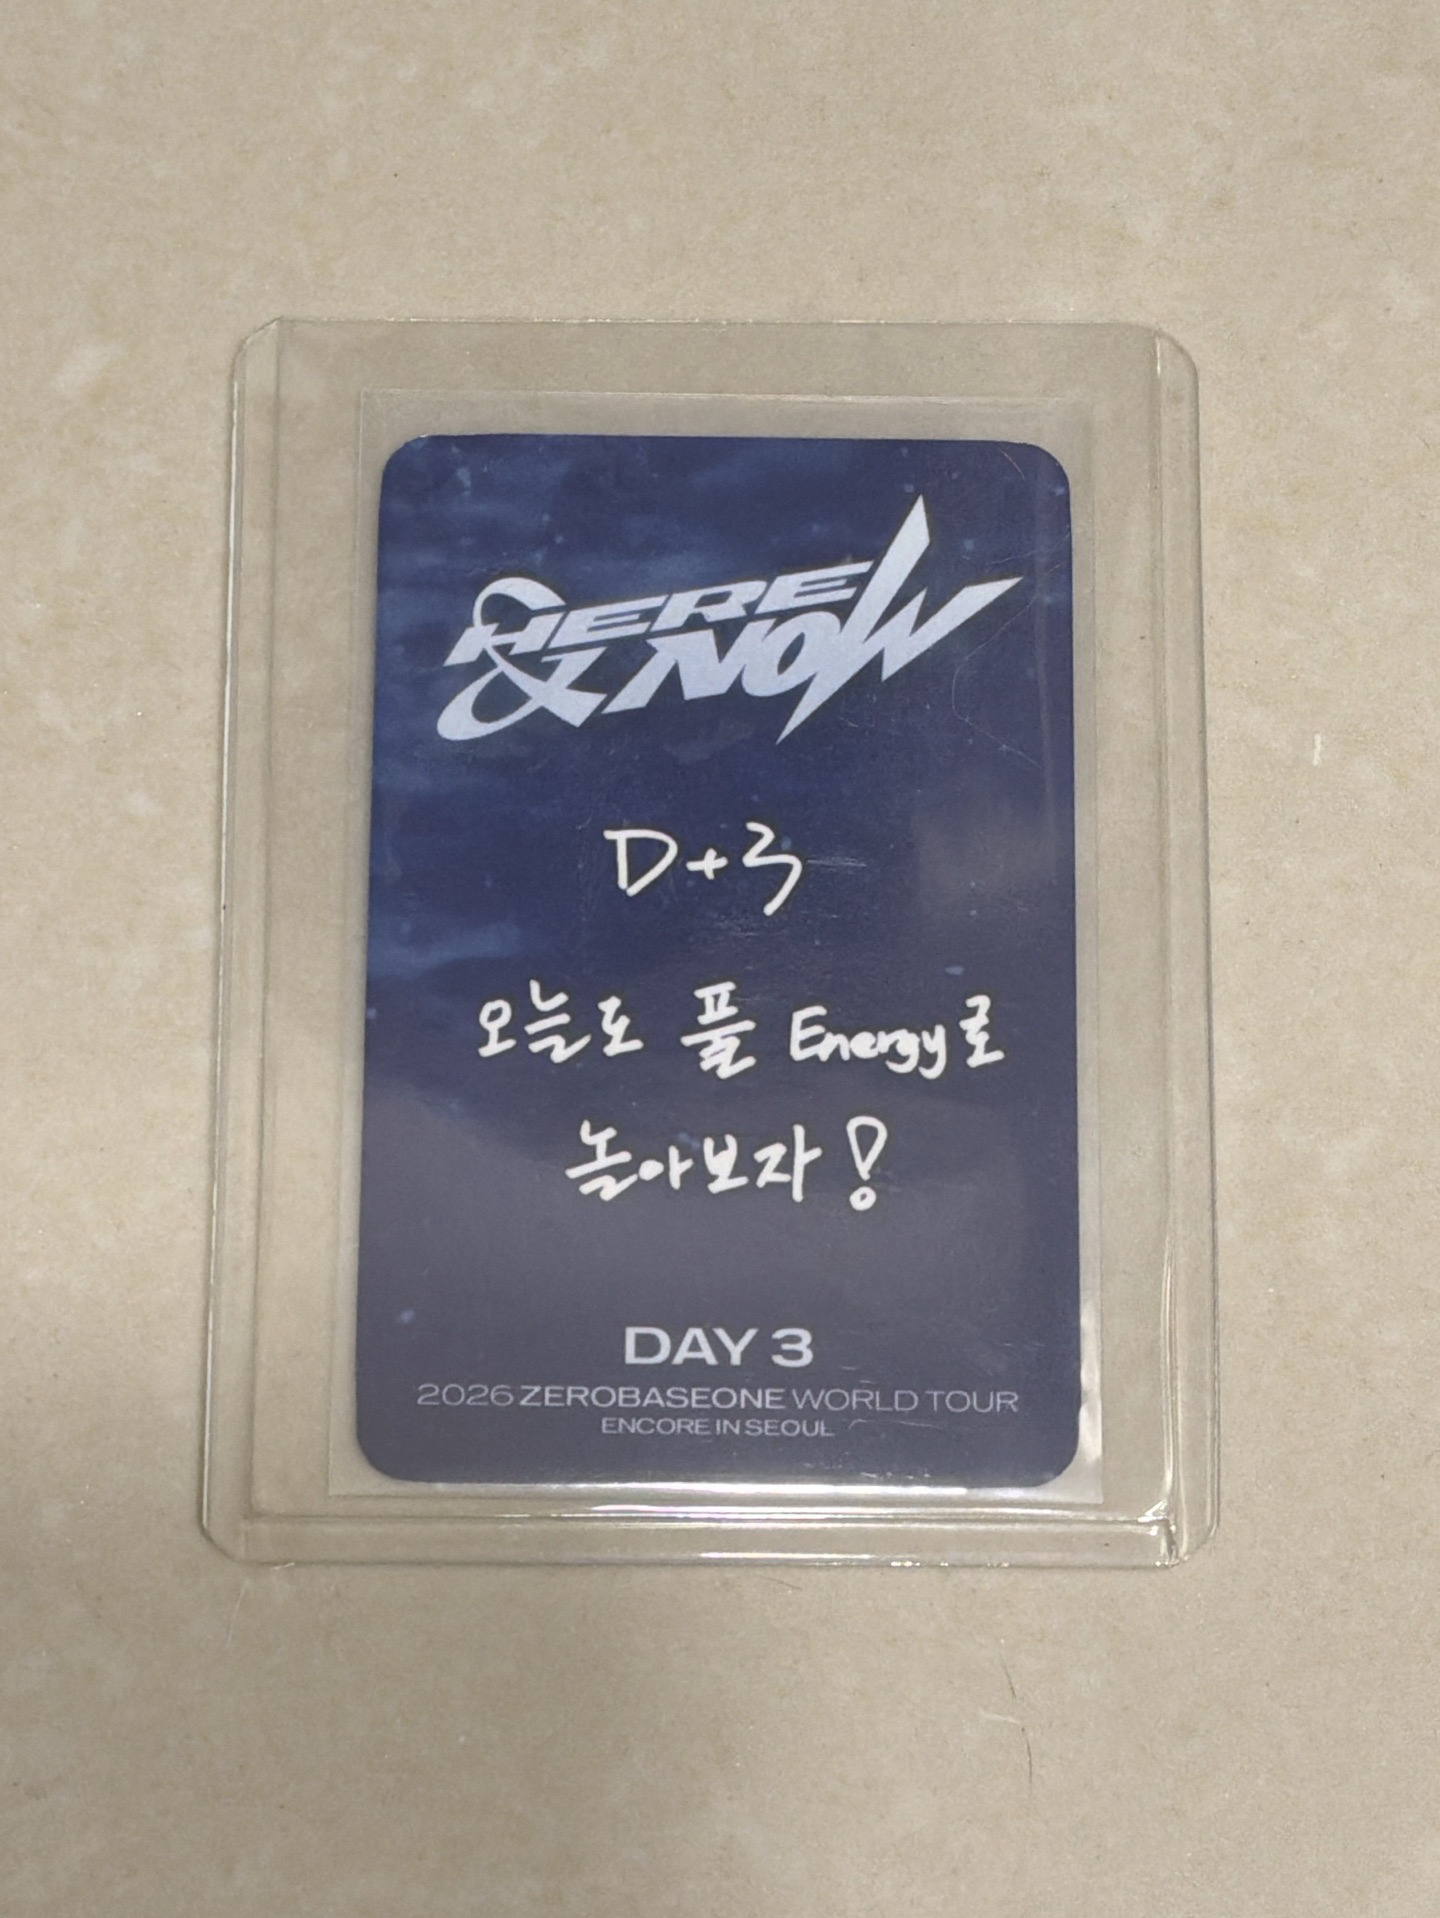 HERE
& NOW
D+3
오늘도 풀 Energy로
놀아보자!
DAY 3
2026 ZEROBASEONE WORLD TOUR
ENCORE IN SEOUL